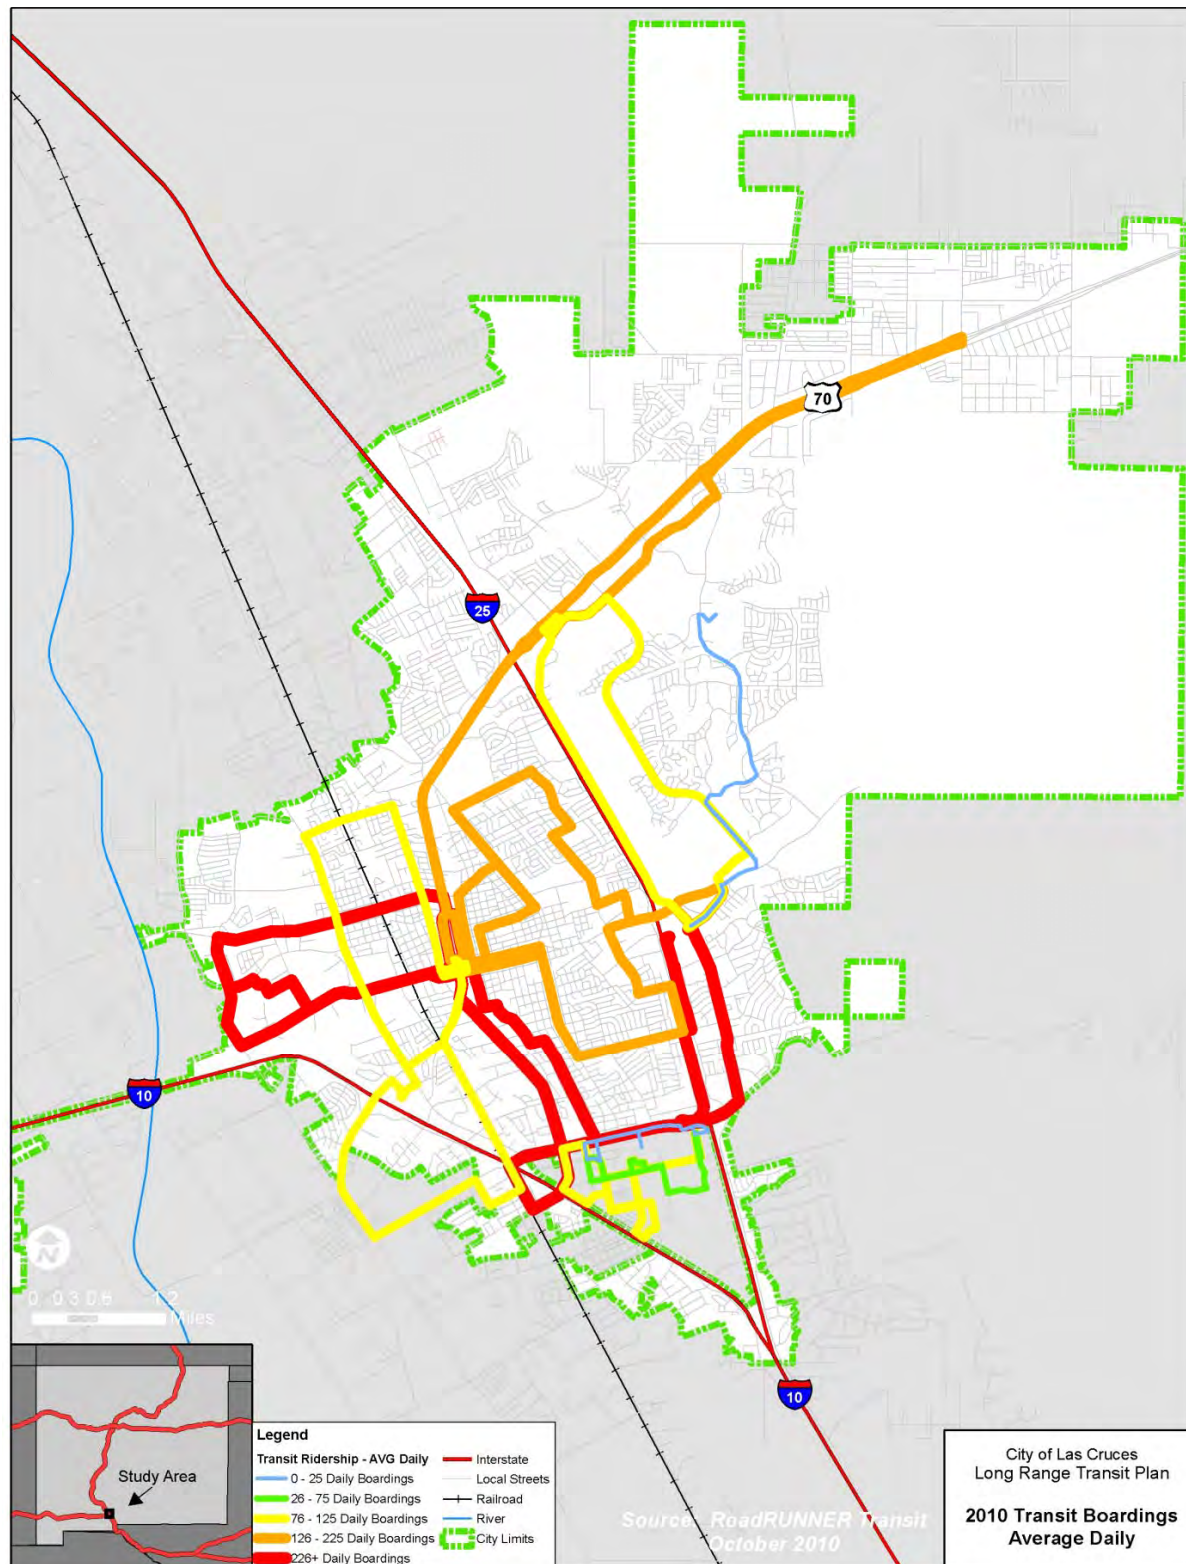 70
25
10
10
0 0.3 0.6 1.2
Miles
N
Study Area
Legend
Transit Ridership - AVG Daily
0 - 25 Daily Boardings
26 - 75 Daily Boardings
76 - 125 Daily Boardings
126 - 225 Daily Boardings
226+ Daily Boardings
Interstate
Local Streets
Railroad
River
City Limits
Source: RoadRUNNER Transit
October 2010
City of Las Cruces
Long Range Transit Plan
2010 Transit Boardings
Average Daily